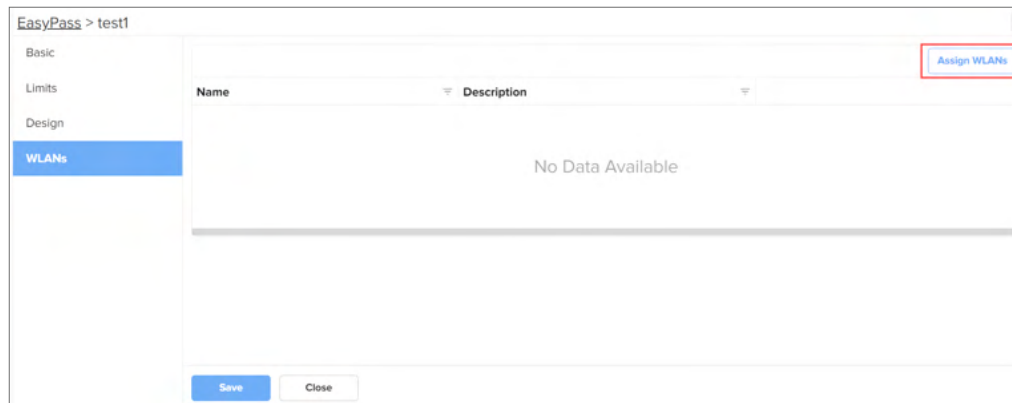 EasyPass > test1
Basic
Assign WLANs
Limits
Name Description
Design
WLANs
No Data Available
Save Close